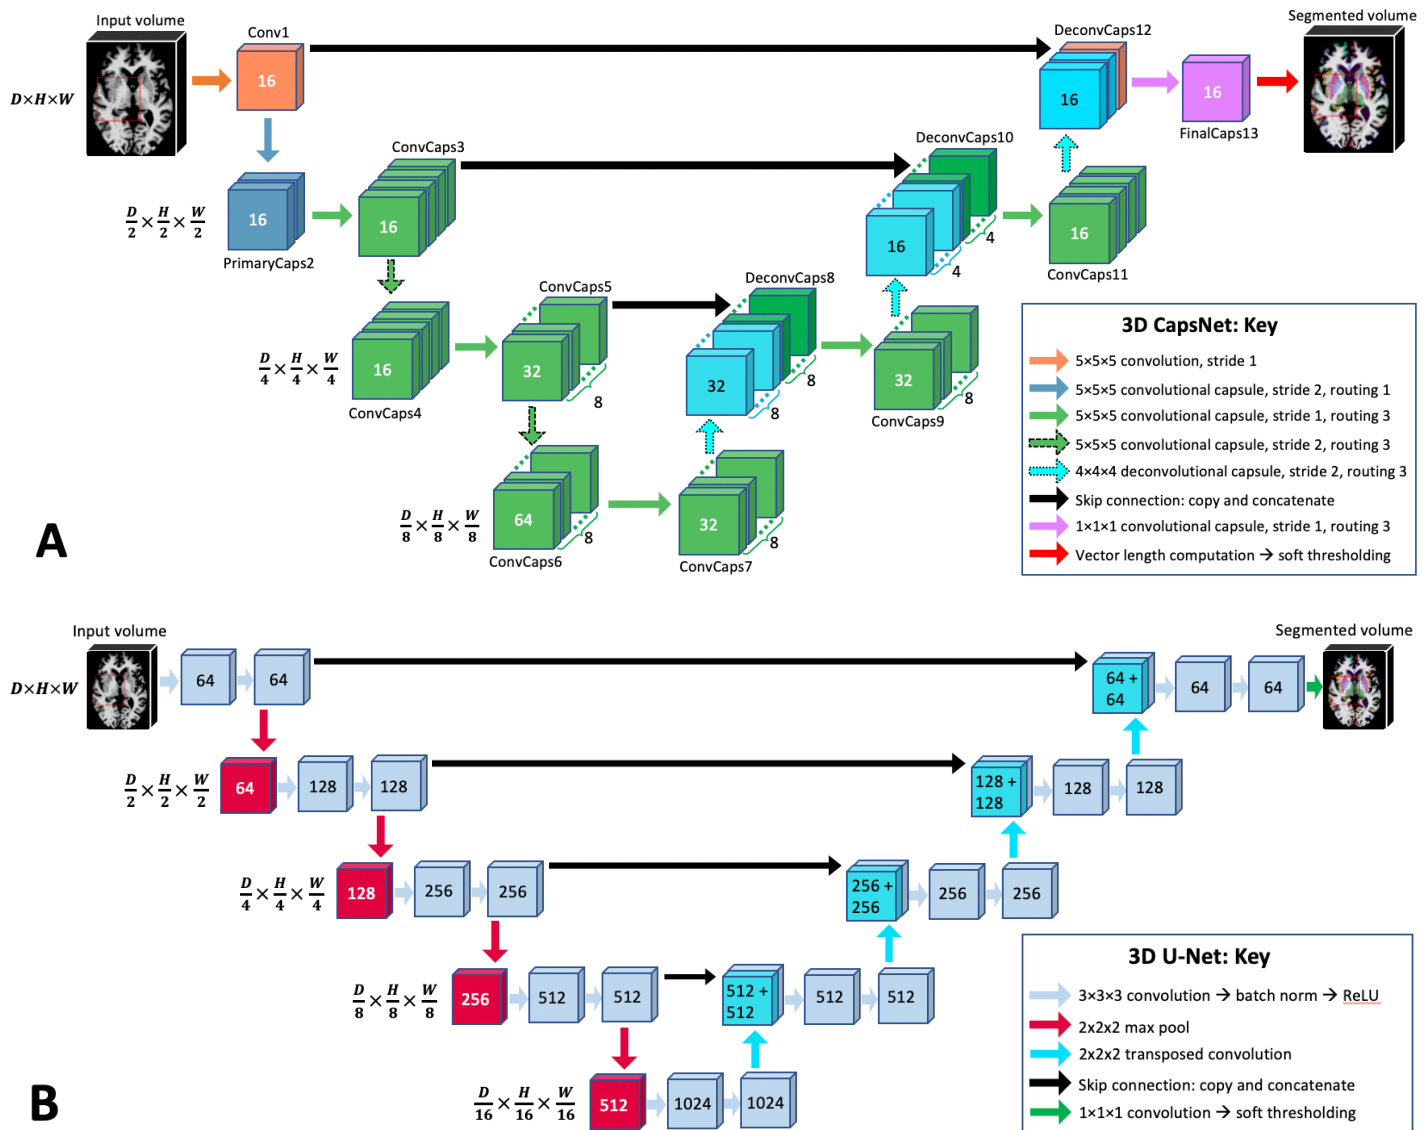 Input volume
Conv1
DeconvCaps12
Segmented volume
D×H×W
16
16
16
FinalCaps13
ConvCaps3
DeconvCaps10
D/2 × H/2 × W/2
16
PrimaryCaps2
16
16
4
4
16
ConvCaps11
ConvCaps5
DeconvCaps8
D/4 × H/4 × W/4
16
ConvCaps4
32
8
32
8
8
32
8
ConvCaps9
D/8 × H/8 × W/8
64
8
ConvCaps6
32
8
ConvCaps7
A
3D CapsNet: Key
5×5×5 convolution, stride 1
5×5×5 convolutional capsule, stride 2, routing 1
5×5×5 convolutional capsule, stride 1, routing 3
5×5×5 convolutional capsule, stride 2, routing 3
4×4×4 deconvolutional capsule, stride 2, routing 3
Skip connection: copy and concatenate
1×1×1 convolutional capsule, stride 1, routing 3
Vector length computation → soft thresholding
Input volume
Segmented volume
D×H×W
64
64
64 +
64
64
64
D/2 × H/2 × W/2
64
128
128
128 +
128
128
128
D/4 × H/4 × W/4
128
256
256
256 +
256
256
256
D/8 × H/8 × W/8
256
512
512
512 +
512
512
512
D/16 × H/16 × W/16
512
1024
1024
B
3D U-Net: Key
3×3×3 convolution → batch norm → ReLU
2x2x2 max pool
2x2x2 transposed convolution
Skip connection: copy and concatenate
1×1×1 convolution → soft thresholding